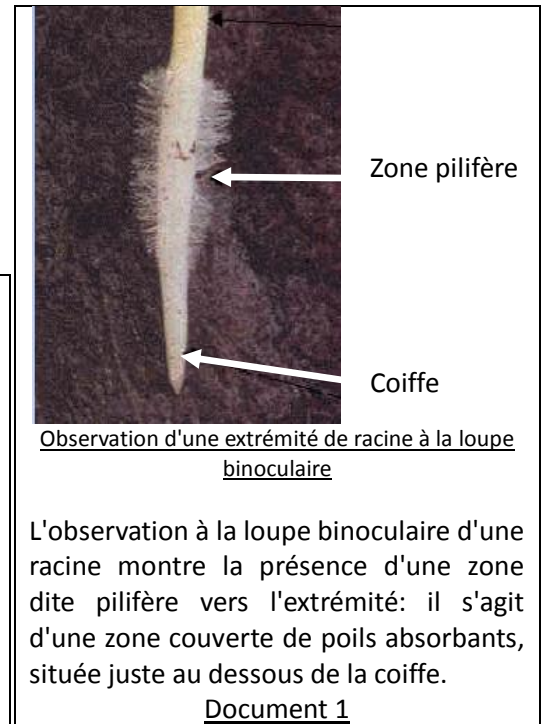 Zone pilifère
Coiffe
Observation d'une extrémité de racine à la loupe
binoculaire
L'observation à la loupe binoculaire d'une
racine montre la présence d'une zone
dite pilifère vers l'extrémité: il s'agit
d'une zone couverte de poils absorbants,
située juste au dessous de la coiffe.
Document 1